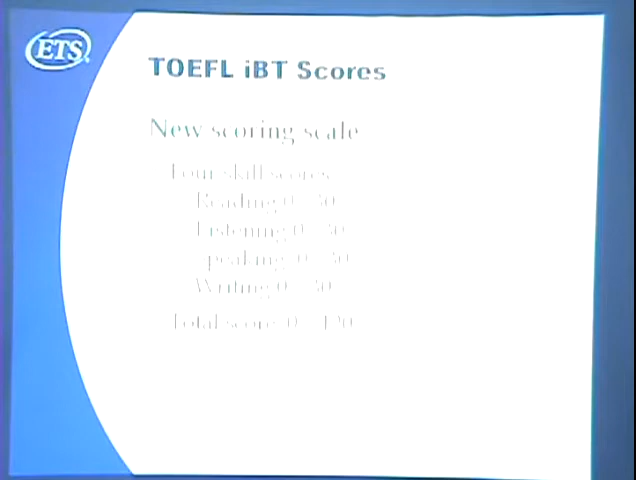 ETS
TOEFL iBT Scores
New scoring scale
Four skill scores
Reading 0 - 30
Listening 0 - 30
Speaking 0 - 30
Writing 0 - 30
Total score 0 - 120